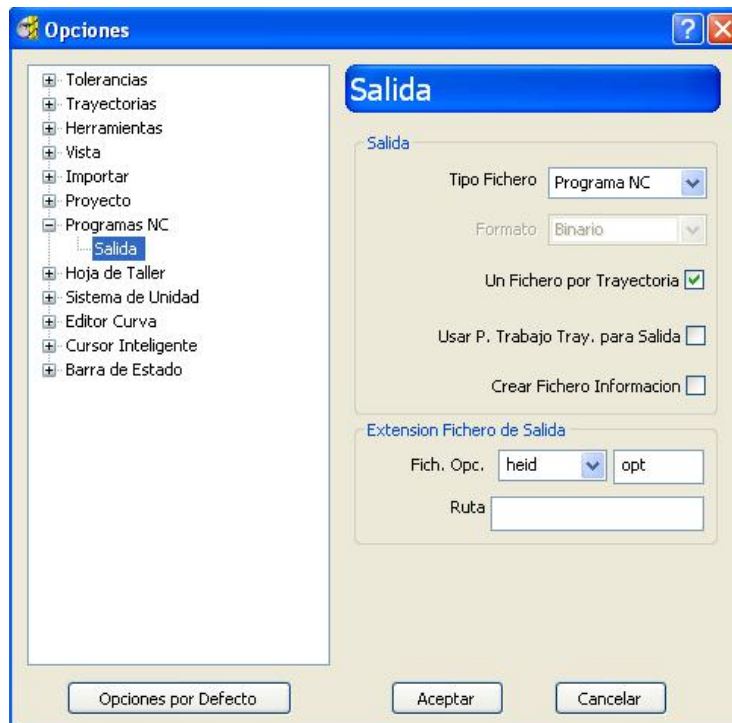 Opciones
Tolerancias
Trayectorias
Herramientas
Vista
Importar
Proyecto
Programas NC
Salida
Hoja de Taller
Sistema de Unidad
Editor Curva
Cursor Inteligente
Barra de Estado
Salida
Salida
Tipo Fichero Programa NC
Formato Binario
Un Fichero por Trayectoria
Usar P. Trabajo Tray. para Salida
Crear Fichero Informacion
Extension Fichero de Salida
Fich. Opc. heid opt
Ruta
Opciones por Defecto Aceptar Cancelar